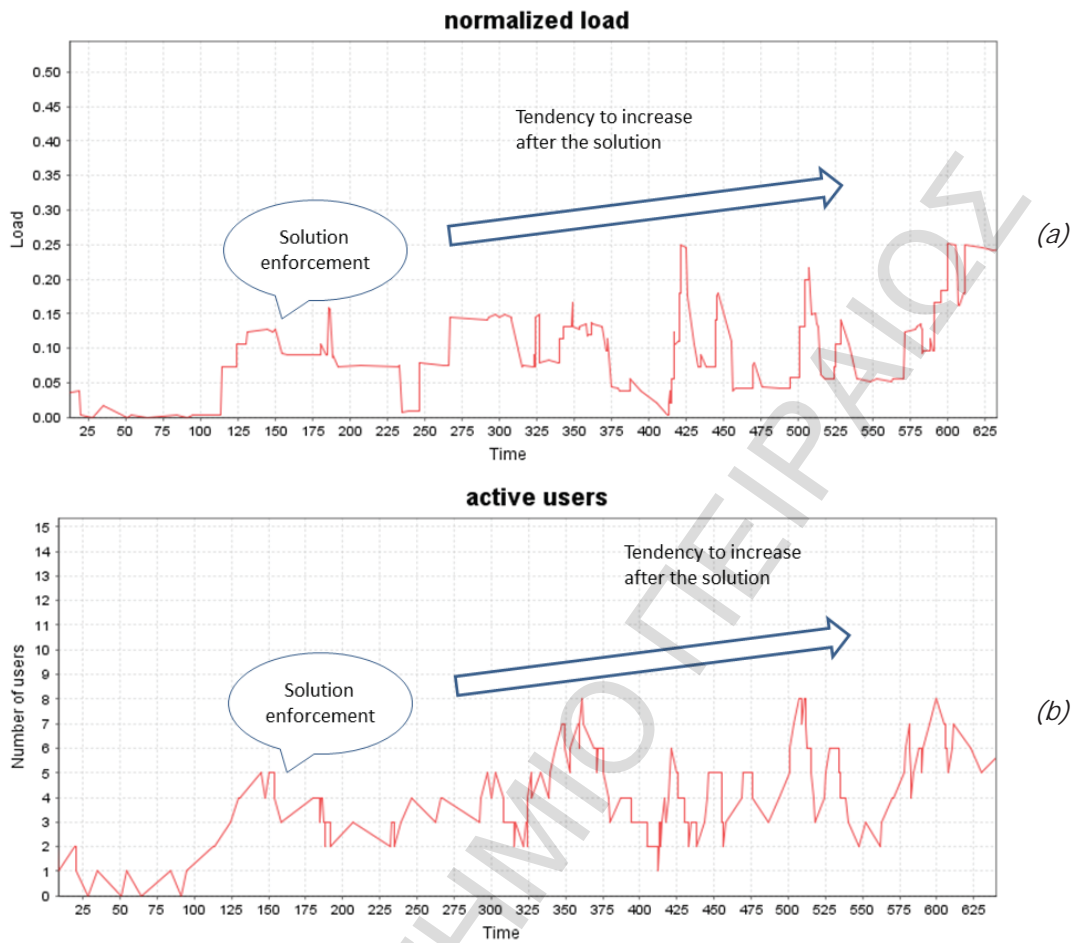 normalized load
0.50
0.45
0.40
0.35
0.30
0.25
0.20
0.15
0.10
0.05
0.00
Load
Tendency to increase
after the solution
Solution
enforcement
(a)
25 50 75 100 125 150 175 200 225 250 275 300 325 350 375 400 425 450 475 500 525 550 575 600 625
Time
active users
15
14
13
12
11
10
9
8
7
6
5
4
3
2
1
0
Number of users
Tendency to increase
after the solution
Solution
enforcement
(b)
25 50 75 100 125 150 175 200 225 250 275 300 325 350 375 400 425 450 475 500 525 550 575 600 625
Time
ΗΜΙΟ ΠΕΙΡΑΙΩΣ